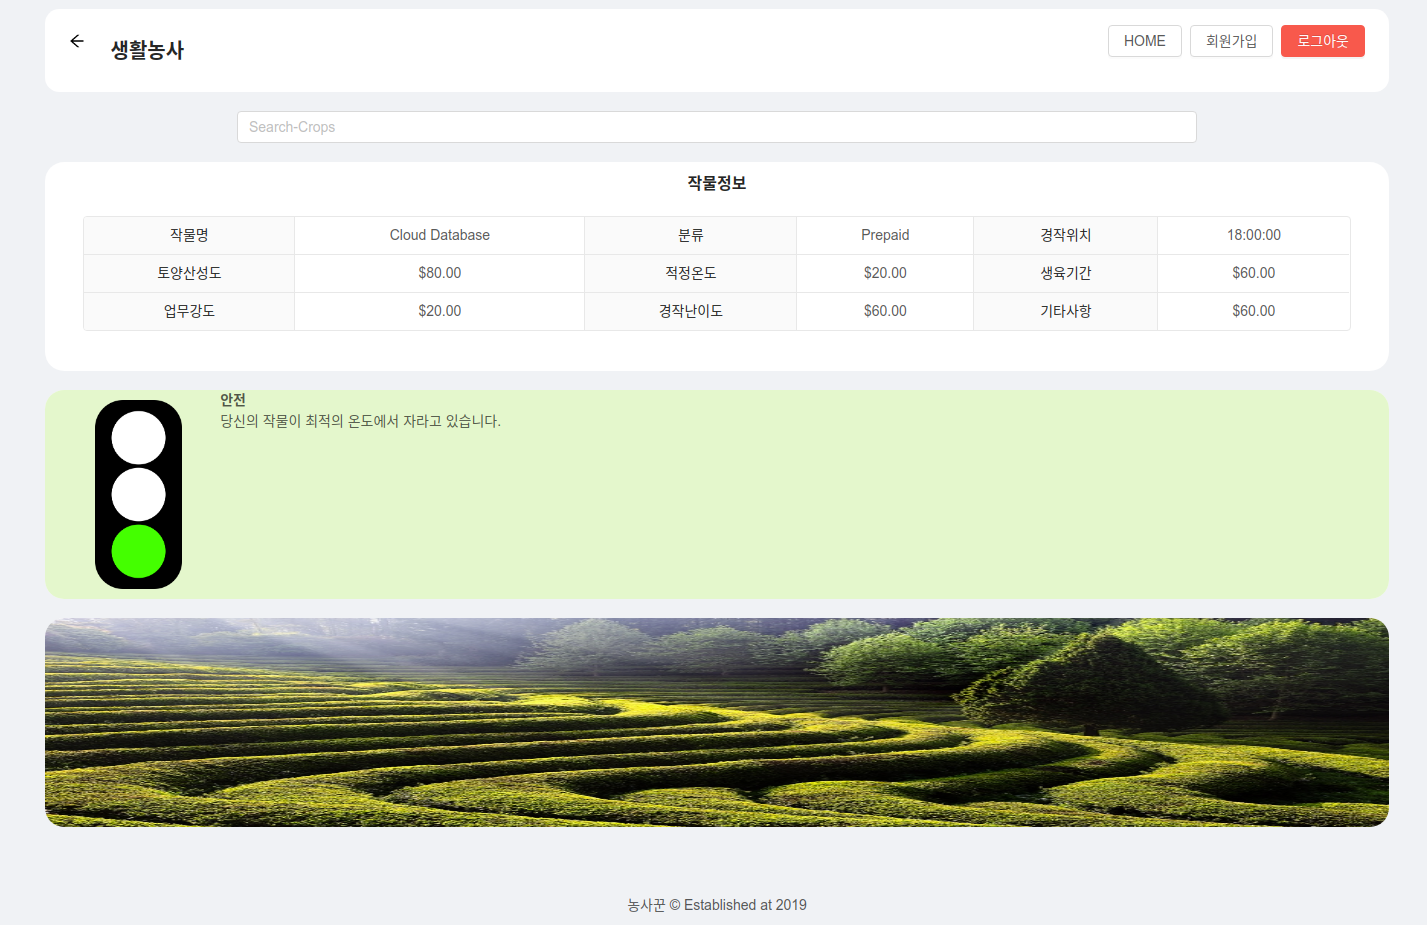 생활농사
HOME 회원가입 로그아웃
Search-Crops
작물정보
작물명 Cloud Database 분류 Prepaid 경작위치 18:00:00
토양산성도 $80.00 적정온도 $20.00 생육기간 $60.00
업무강도 $20.00 경작난이도 $60.00 기타사항 $60.00
안전
당신의 작물이 최적의 온도에서 자라고 있습니다.
농사꾼 © Established at 2019